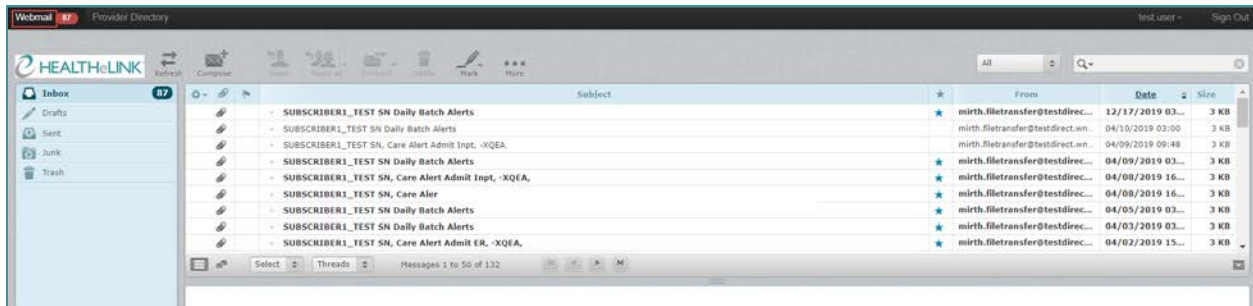 Webmail 87 Provider Directory test user Sign Out
HEALTHeLINK Refresh Compose Reply Reply all Forward Delete Mark More All
Inbox 87 Subject From Date Size
Drafts
Sent
Junk
Trash
SUBSCRIBER1_TEST SN Daily Batch Alerts mirth.filetransfer@testdirec... 12/17/2019 03... 3 KB
SUBSCRIBER1_TEST SN Daily Batch Alerts mirth.filetransfer@testdirect.wn... 04/10/2019 03:00 3 KB
SUBSCRIBER1_TEST SN, Care Alert Admit Inpt, -XQEA, mirth.filetransfer@testdirect.wn... 04/09/2019 09:48 3 KB
SUBSCRIBER1_TEST SN Daily Batch Alerts mirth.filetransfer@testdirec... 04/09/2019 03... 3 KB
SUBSCRIBER1_TEST SN, Care Alert Admit Inpt, -XQEA, mirth.filetransfer@testdirec... 04/08/2019 16... 3 KB
SUBSCRIBER1_TEST SN, Care Aler mirth.filetransfer@testdirec... 04/08/2019 16... 3 KB
SUBSCRIBER1_TEST SN Daily Batch Alerts mirth.filetransfer@testdirec... 04/05/2019 03... 3 KB
SUBSCRIBER1_TEST SN Daily Batch Alerts mirth.filetransfer@testdirec... 04/03/2019 03... 3 KB
SUBSCRIBER1_TEST SN, Care Alert Admit ER, -XQEA, mirth.filetransfer@testdirec... 04/02/2019 15... 3 KB
Select Threads Messages 1 to 50 of 132